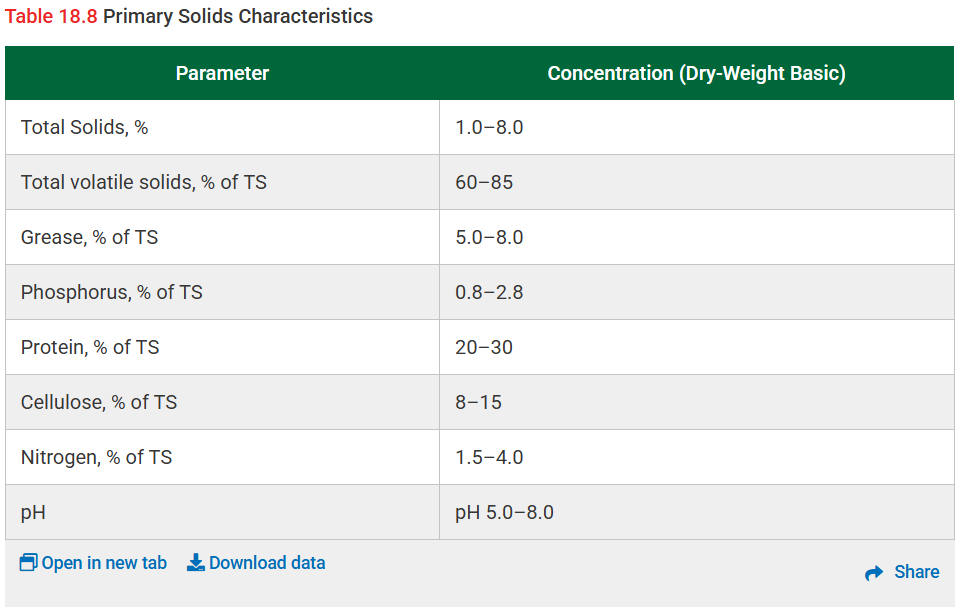 Table 18.8 Primary Solids Characteristics
Parameter Concentration (Dry-Weight Basic)
Total Solids, % 1.0–8.0
Total volatile solids, % of TS 60–85
Grease, % of TS 5.0–8.0
Phosphorus, % of TS 0.8–2.8
Protein, % of TS 20–30
Cellulose, % of TS 8–15
Nitrogen, % of TS 1.5–4.0
pH pH 5.0–8.0
Open in new tab Download data Share